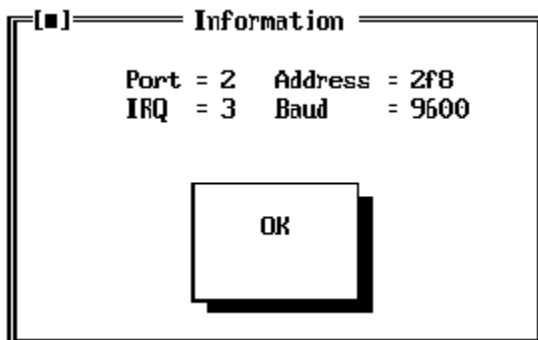 [■] Information
Port = 2 Address = 2f8
IRQ = 3 Baud = 9600
OK